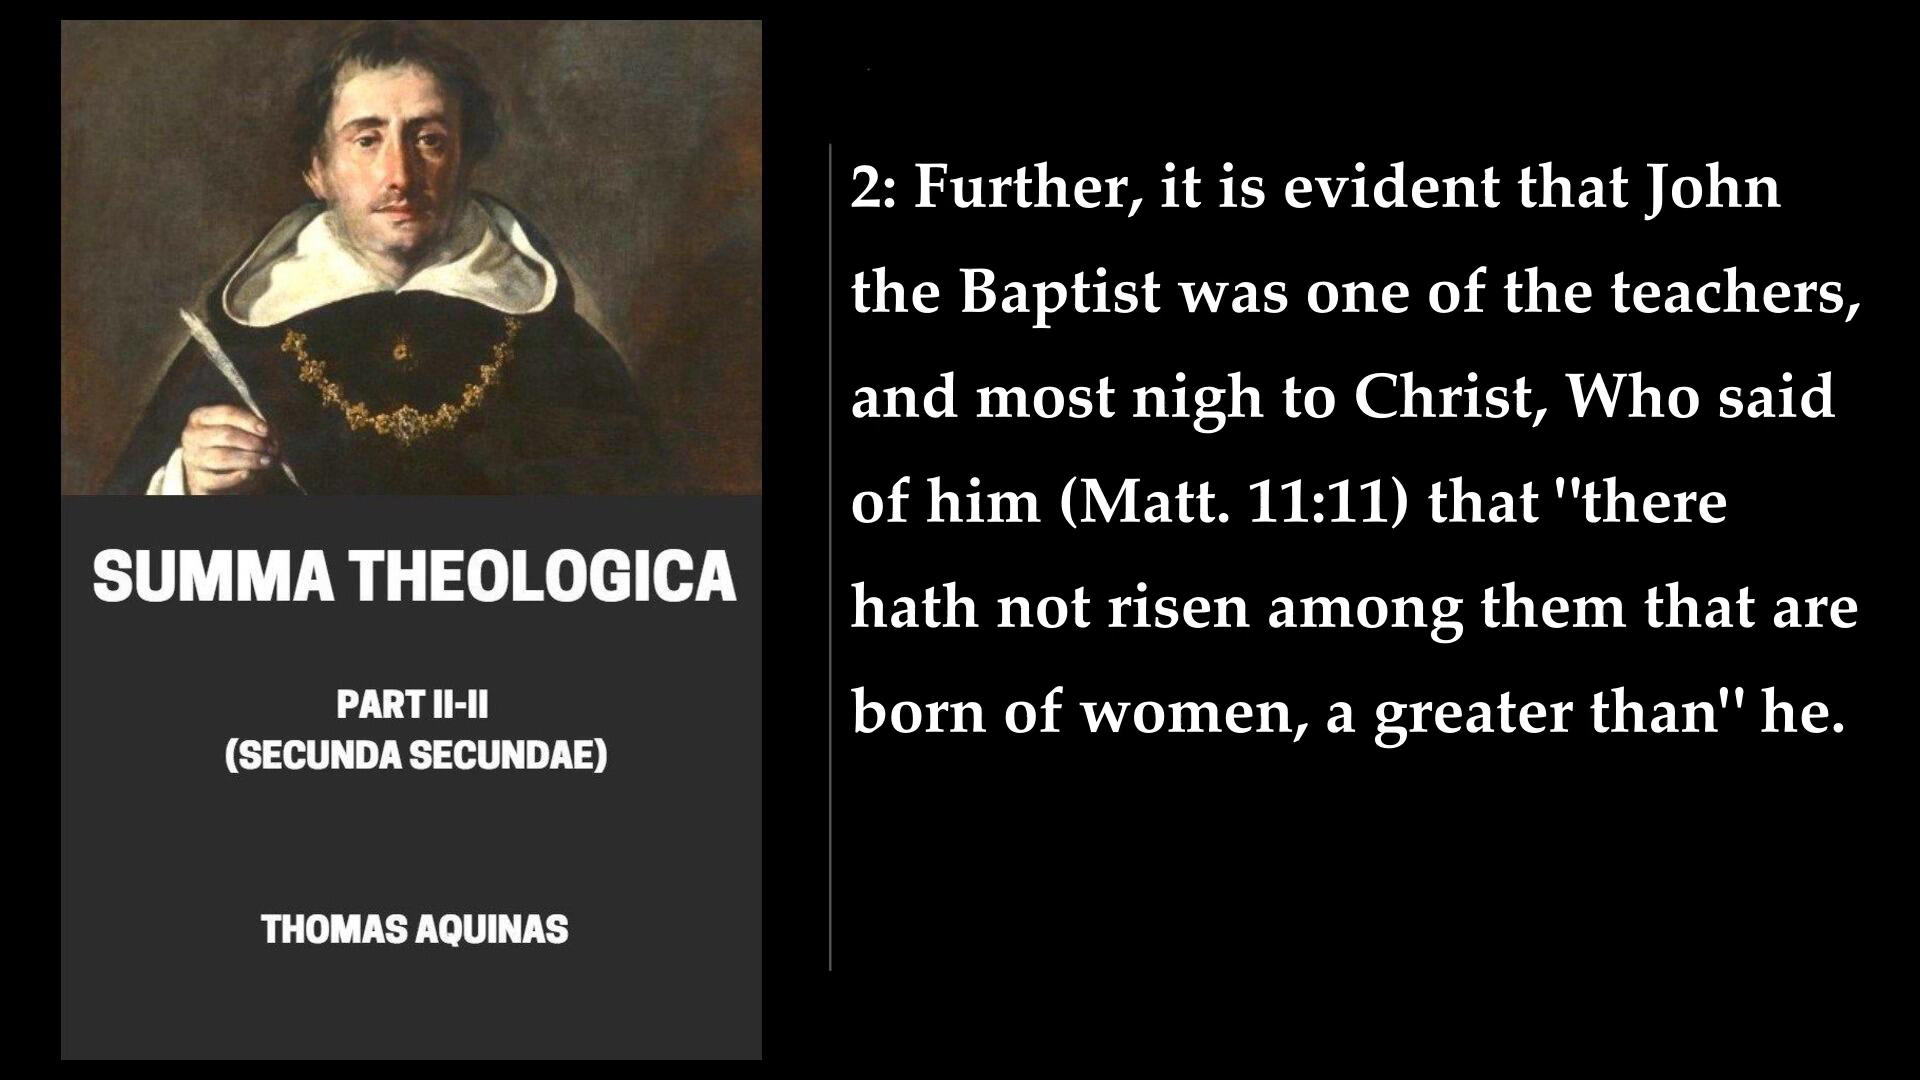 SUMMA THEOLOGICA
PART II-II
(SECUNDA SECUNDAE)
THOMAS AQUINAS
2: Further, it is evident that John
the Baptist was one of the teachers,
and most nigh to Christ, Who said
of him (Matt. 11:11) that "there
hath not risen among them that are
born of women, a greater than" he.